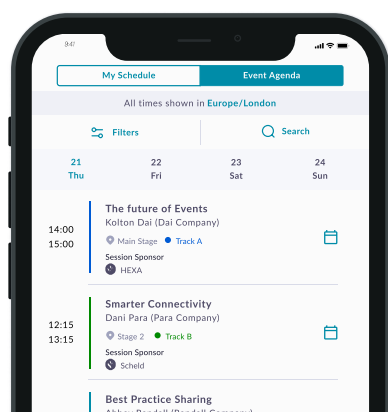 9:41
My Schedule Event Agenda
All times shown in Europe/London
Filters Search
21 22 23 24
Thu Fri Sat Sun
14:00
15:00
The future of Events
Kolton Dai (Dai Company)
Main Stage Track A
Session Sponsor
HEXA
12:15
13:15
Smarter Connectivity
Dani Para (Para Company)
Stage 2 Track B
Session Sponsor
Scheld
Best Practice Sharing